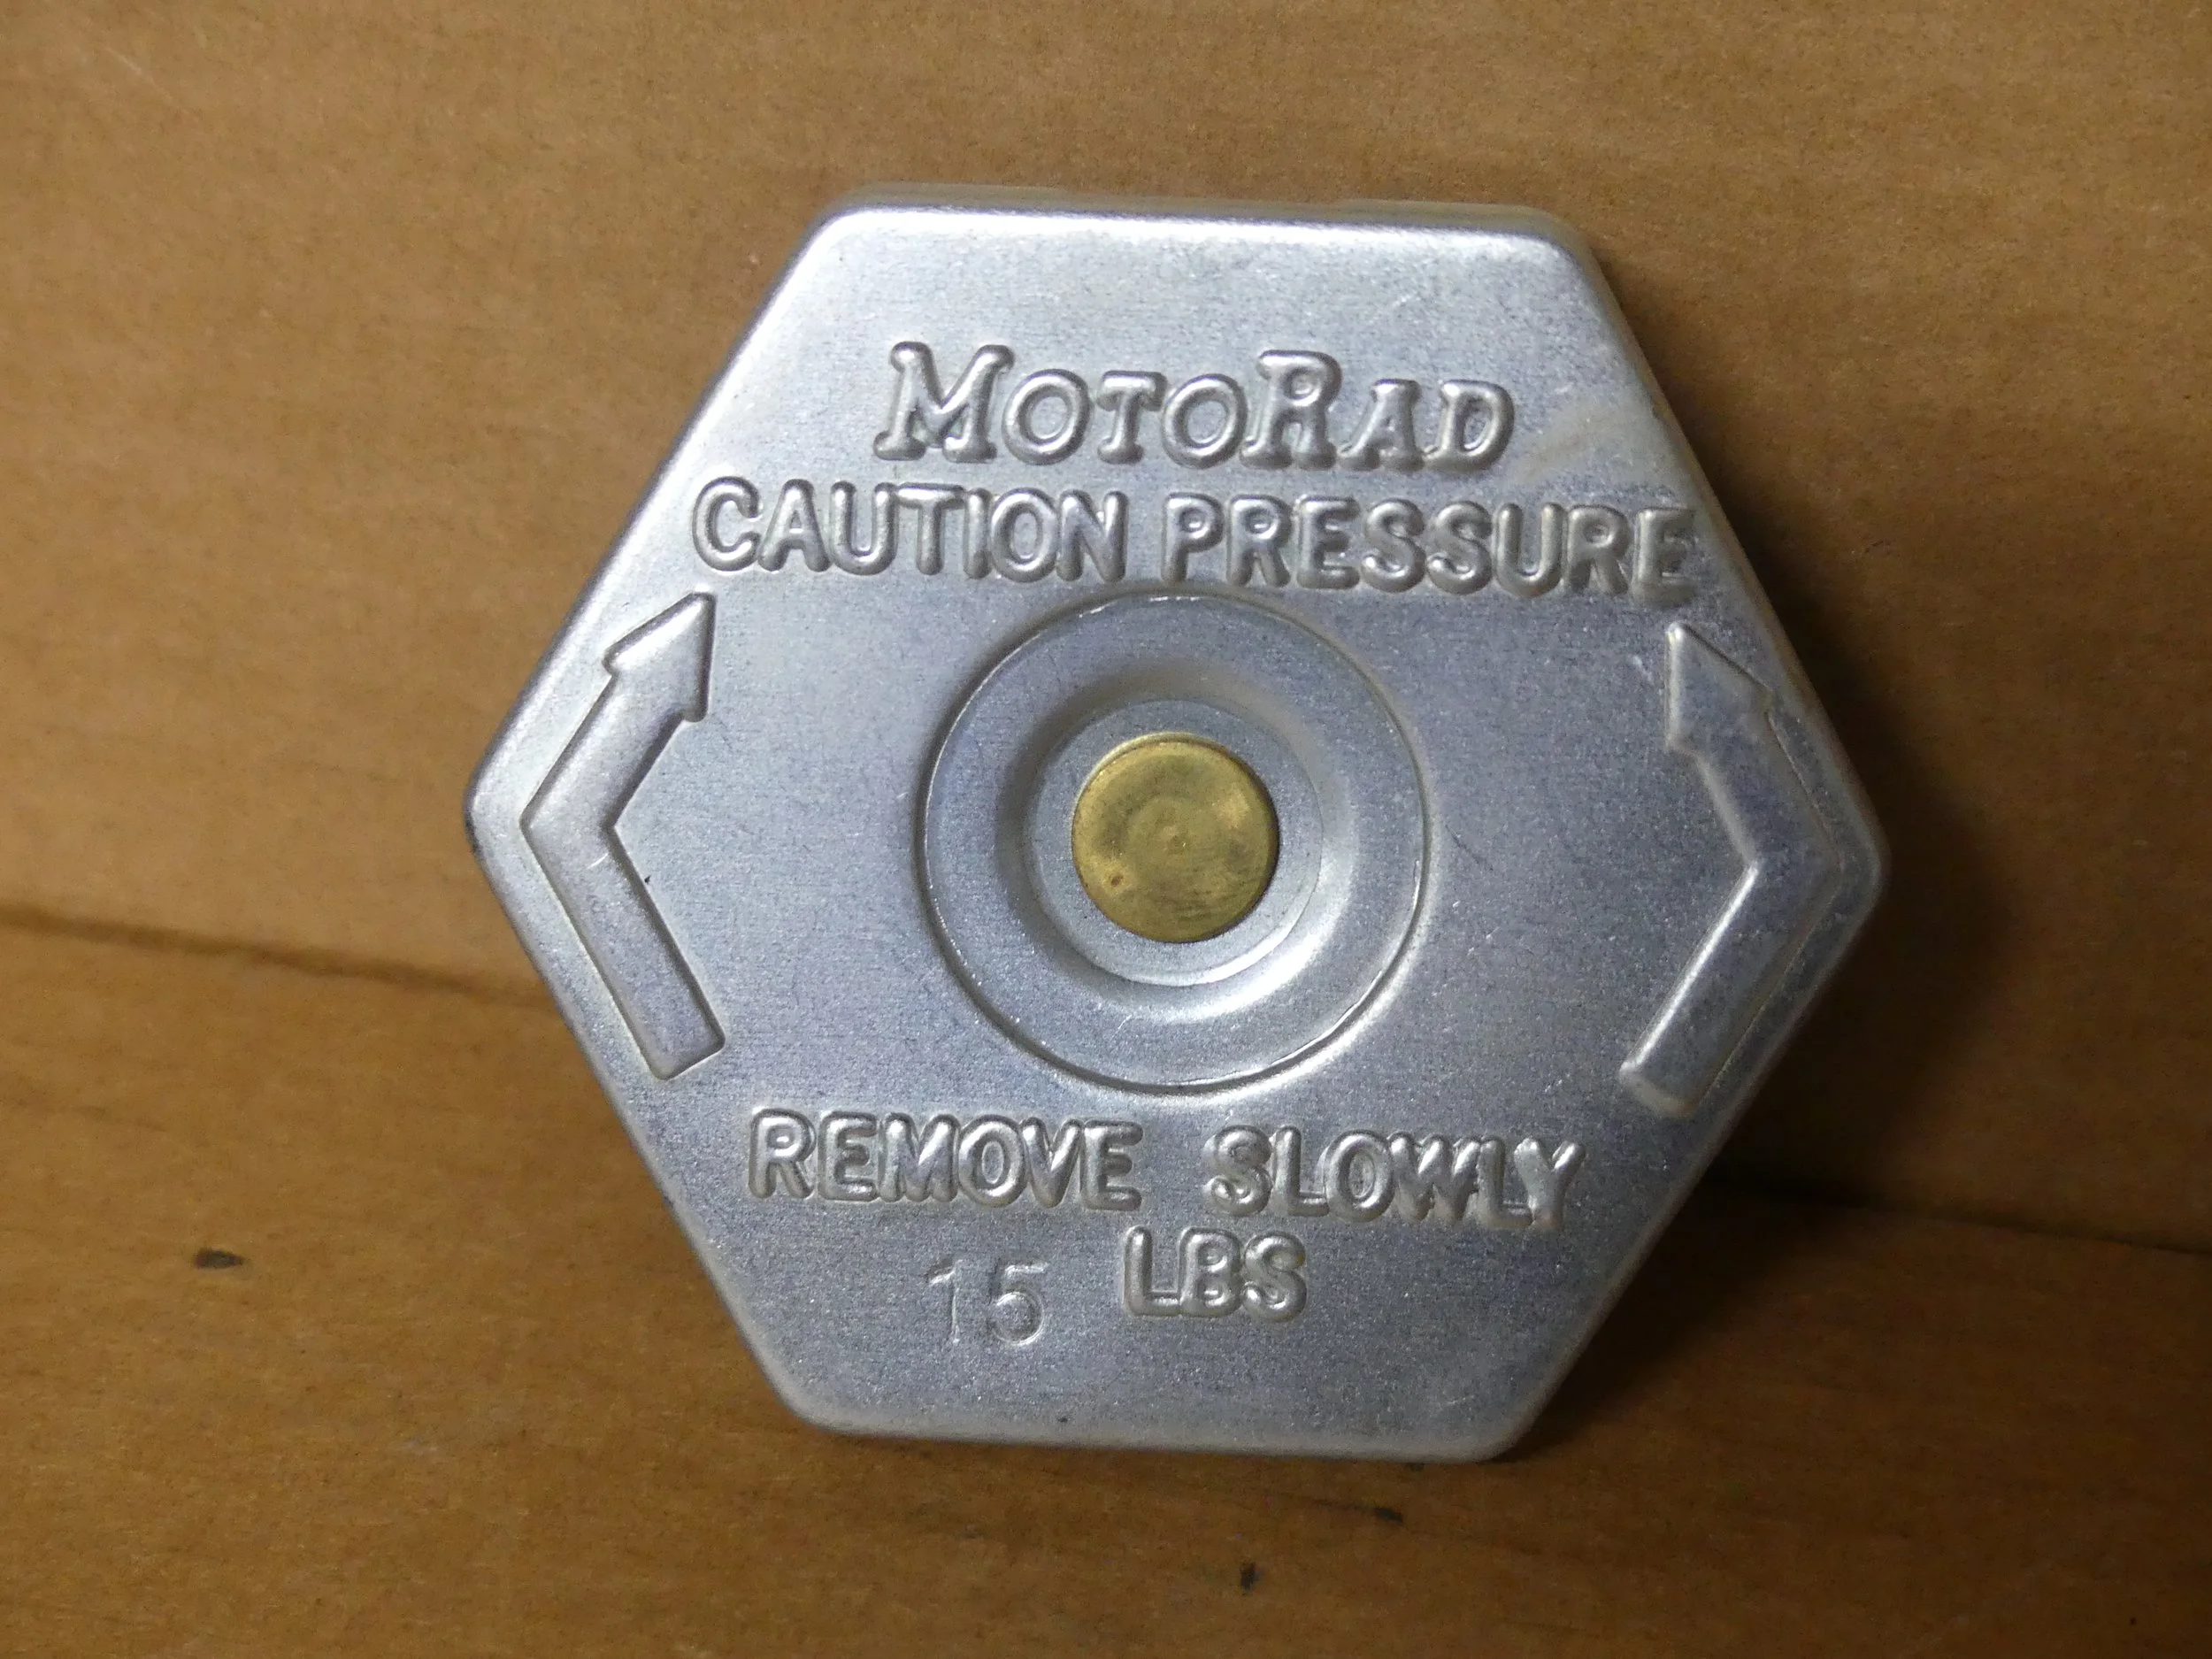 MOTORAD
CAUTION PRESSURE
REMOVE SLOWLY
15 LBS